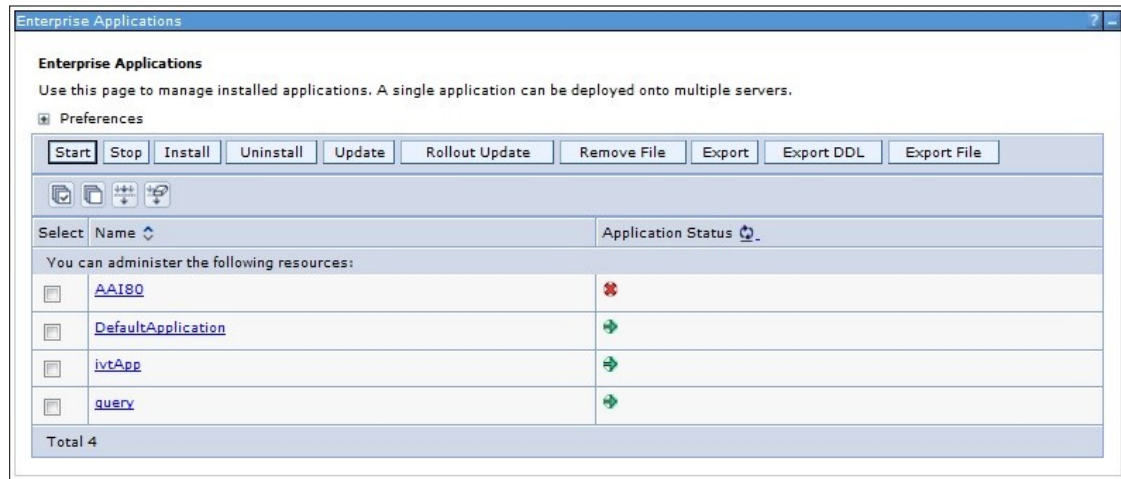 Enterprise Applications ? -
Enterprise Applications
Use this page to manage installed applications. A single application can be deployed onto multiple servers.
+ Preferences
Start Stop Install Uninstall Update Rollout Update Remove File Export Export DDL Export File
Select Name Application Status
You can administer the following resources:
AAI80
DefaultApplication
ivtApp
query
Total 4